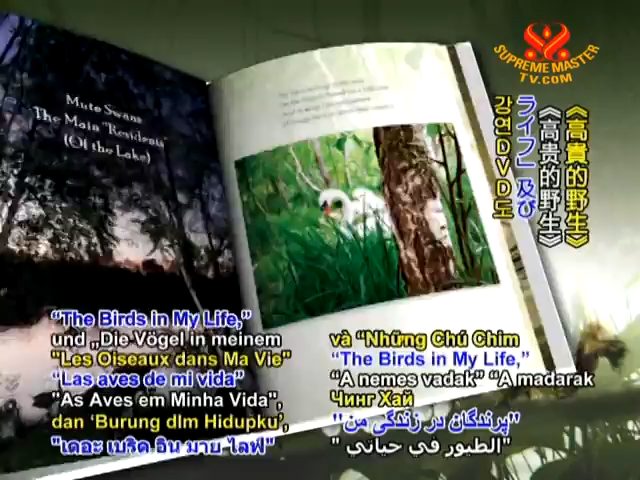 SUPREME MASTER
TV.COM
Mute Swans
The Main "Residents"
(Of the Lake)
《高貴的野生》
《高贵的野生》
ライフ」及び
강연DVD도
“The Birds in My Life,”
und „Die Vögel in meinem
"Les Oiseaux dans Ma Vie"
“Las aves de mi vida”
"As Aves em Minha Vida",
dan ‘Burung dlm Hidupku’,
"เดอะ เบริด อิน มาย ไลฟ์"
và “Những Chú Chim
“The Birds in My Life,”
“A nemes vadak” “A madarak
Чинг Хай
"پرندگان در زندگی من"
"الطيور في حياتي "